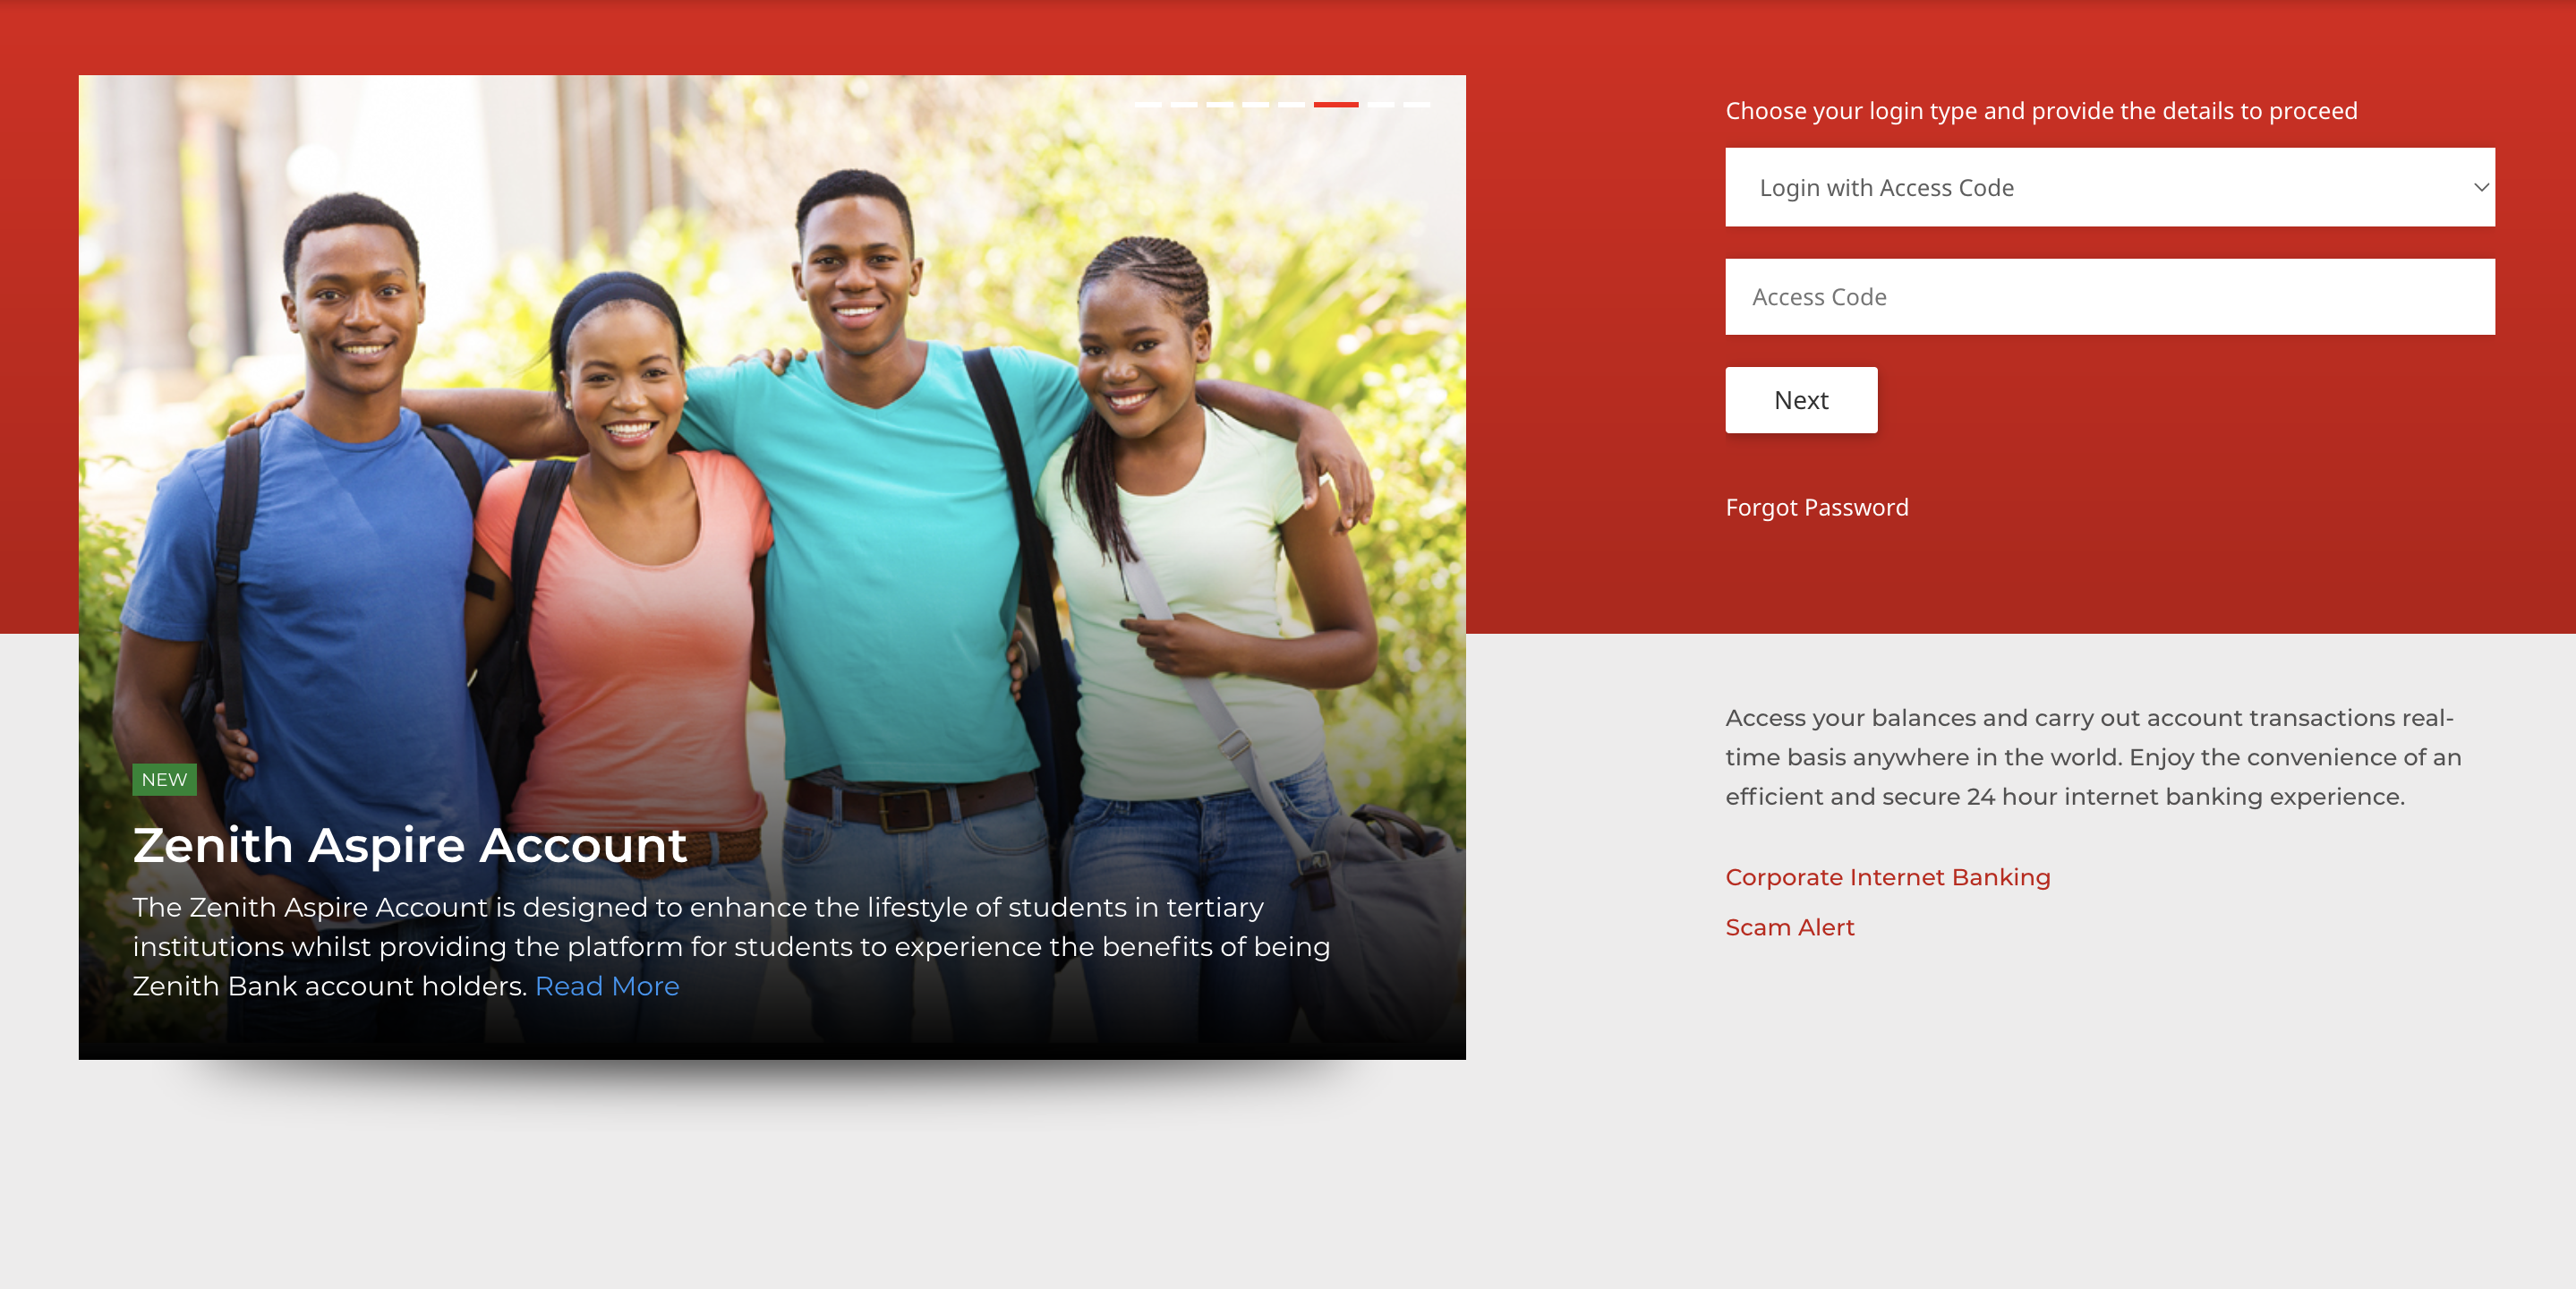 Choose your login type and provide the details to proceed
Login with Access Code
Access Code
Next
Forgot Password
NEW
Zenith Aspire Account
The Zenith Aspire Account is designed to enhance the lifestyle of students in tertiary
institutions whilst providing the platform for students to experience the benefits of being
Zenith Bank account holders. Read More
Access your balances and carry out account transactions real-
time basis anywhere in the world. Enjoy the convenience of an
efficient and secure 24 hour internet banking experience.
Corporate Internet Banking
Scam Alert